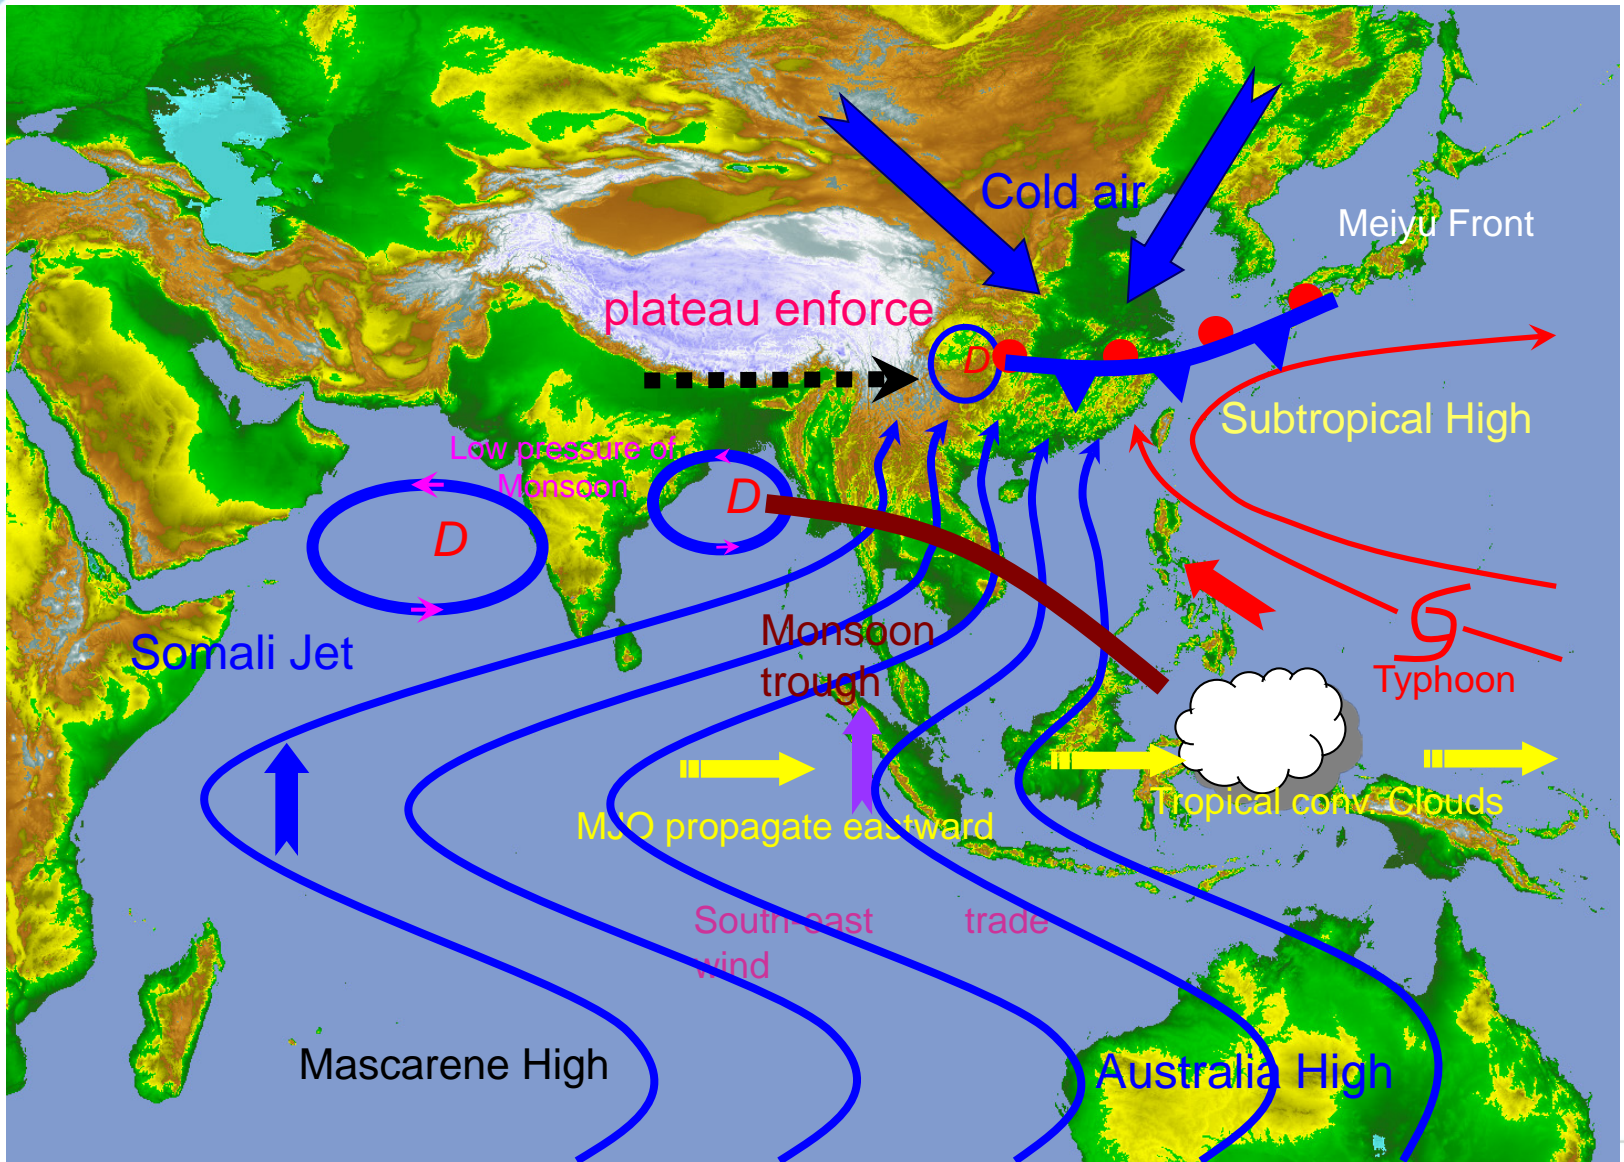 Cold air
Meiyu Front
plateau enforce
D
Subtropical High
Low pressure of
Monsoon
D
D
Somali Jet
Monsoon
trough
Typhoon
MJO propagate eastward
Tropical conv. Clouds
South-east trade
wind
Mascarene High
Australia High